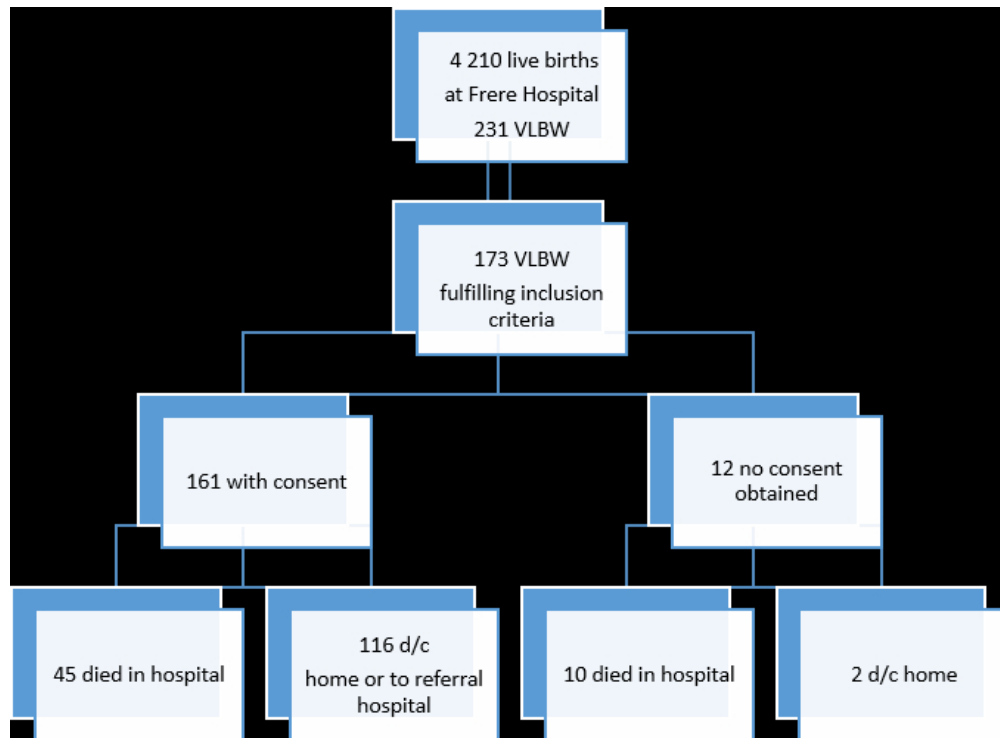 4 210 live births
at Frere Hospital
231 VLBW
173 VLBW
fulfilling inclusion
criteria
161 with consent
12 no consent
obtained
45 died in hospital
116 d/c
home or to referral
hospital
10 died in hospital
2 d/c home